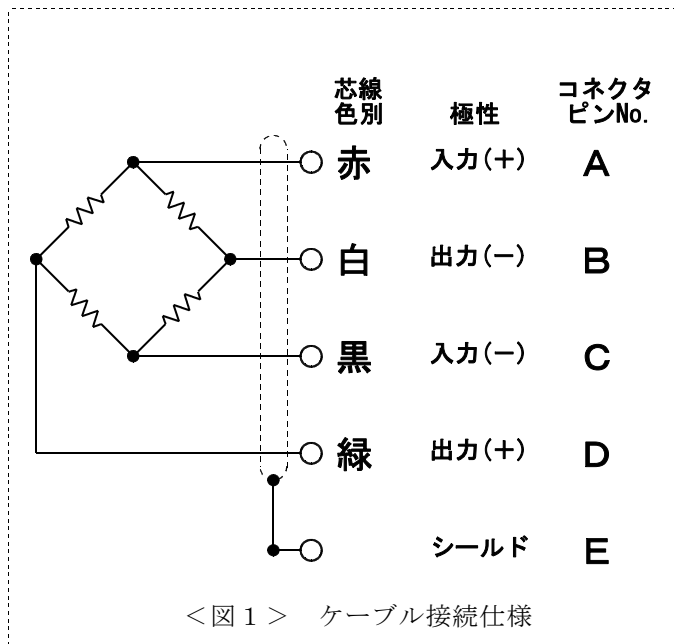 芯線
色別
極性
コネクタ
ピンNo.
赤 入力(+) A
白 出力(-) B
黒 入力(-) C
緑 出力(+) D
シールド E
＜図１＞ ケーブル接続仕様